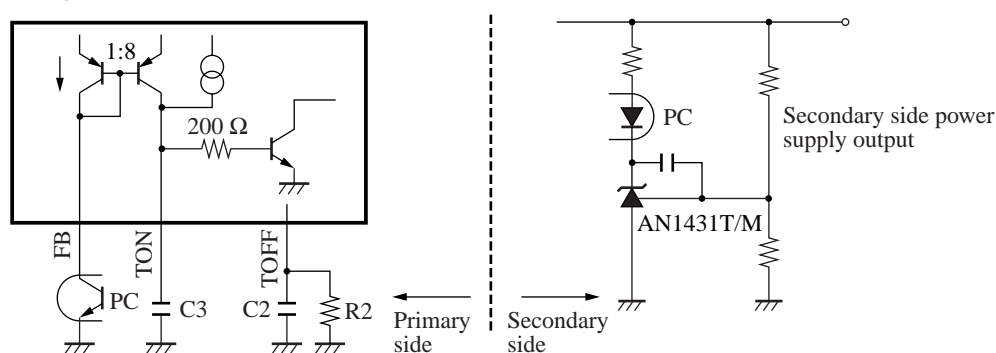 1:8
200 Ω
FB
TON
TOFF
PC
C3
C2
R2
Primary
side
Secondary
side
PC
Secondary side power
supply output
AN1431T/M